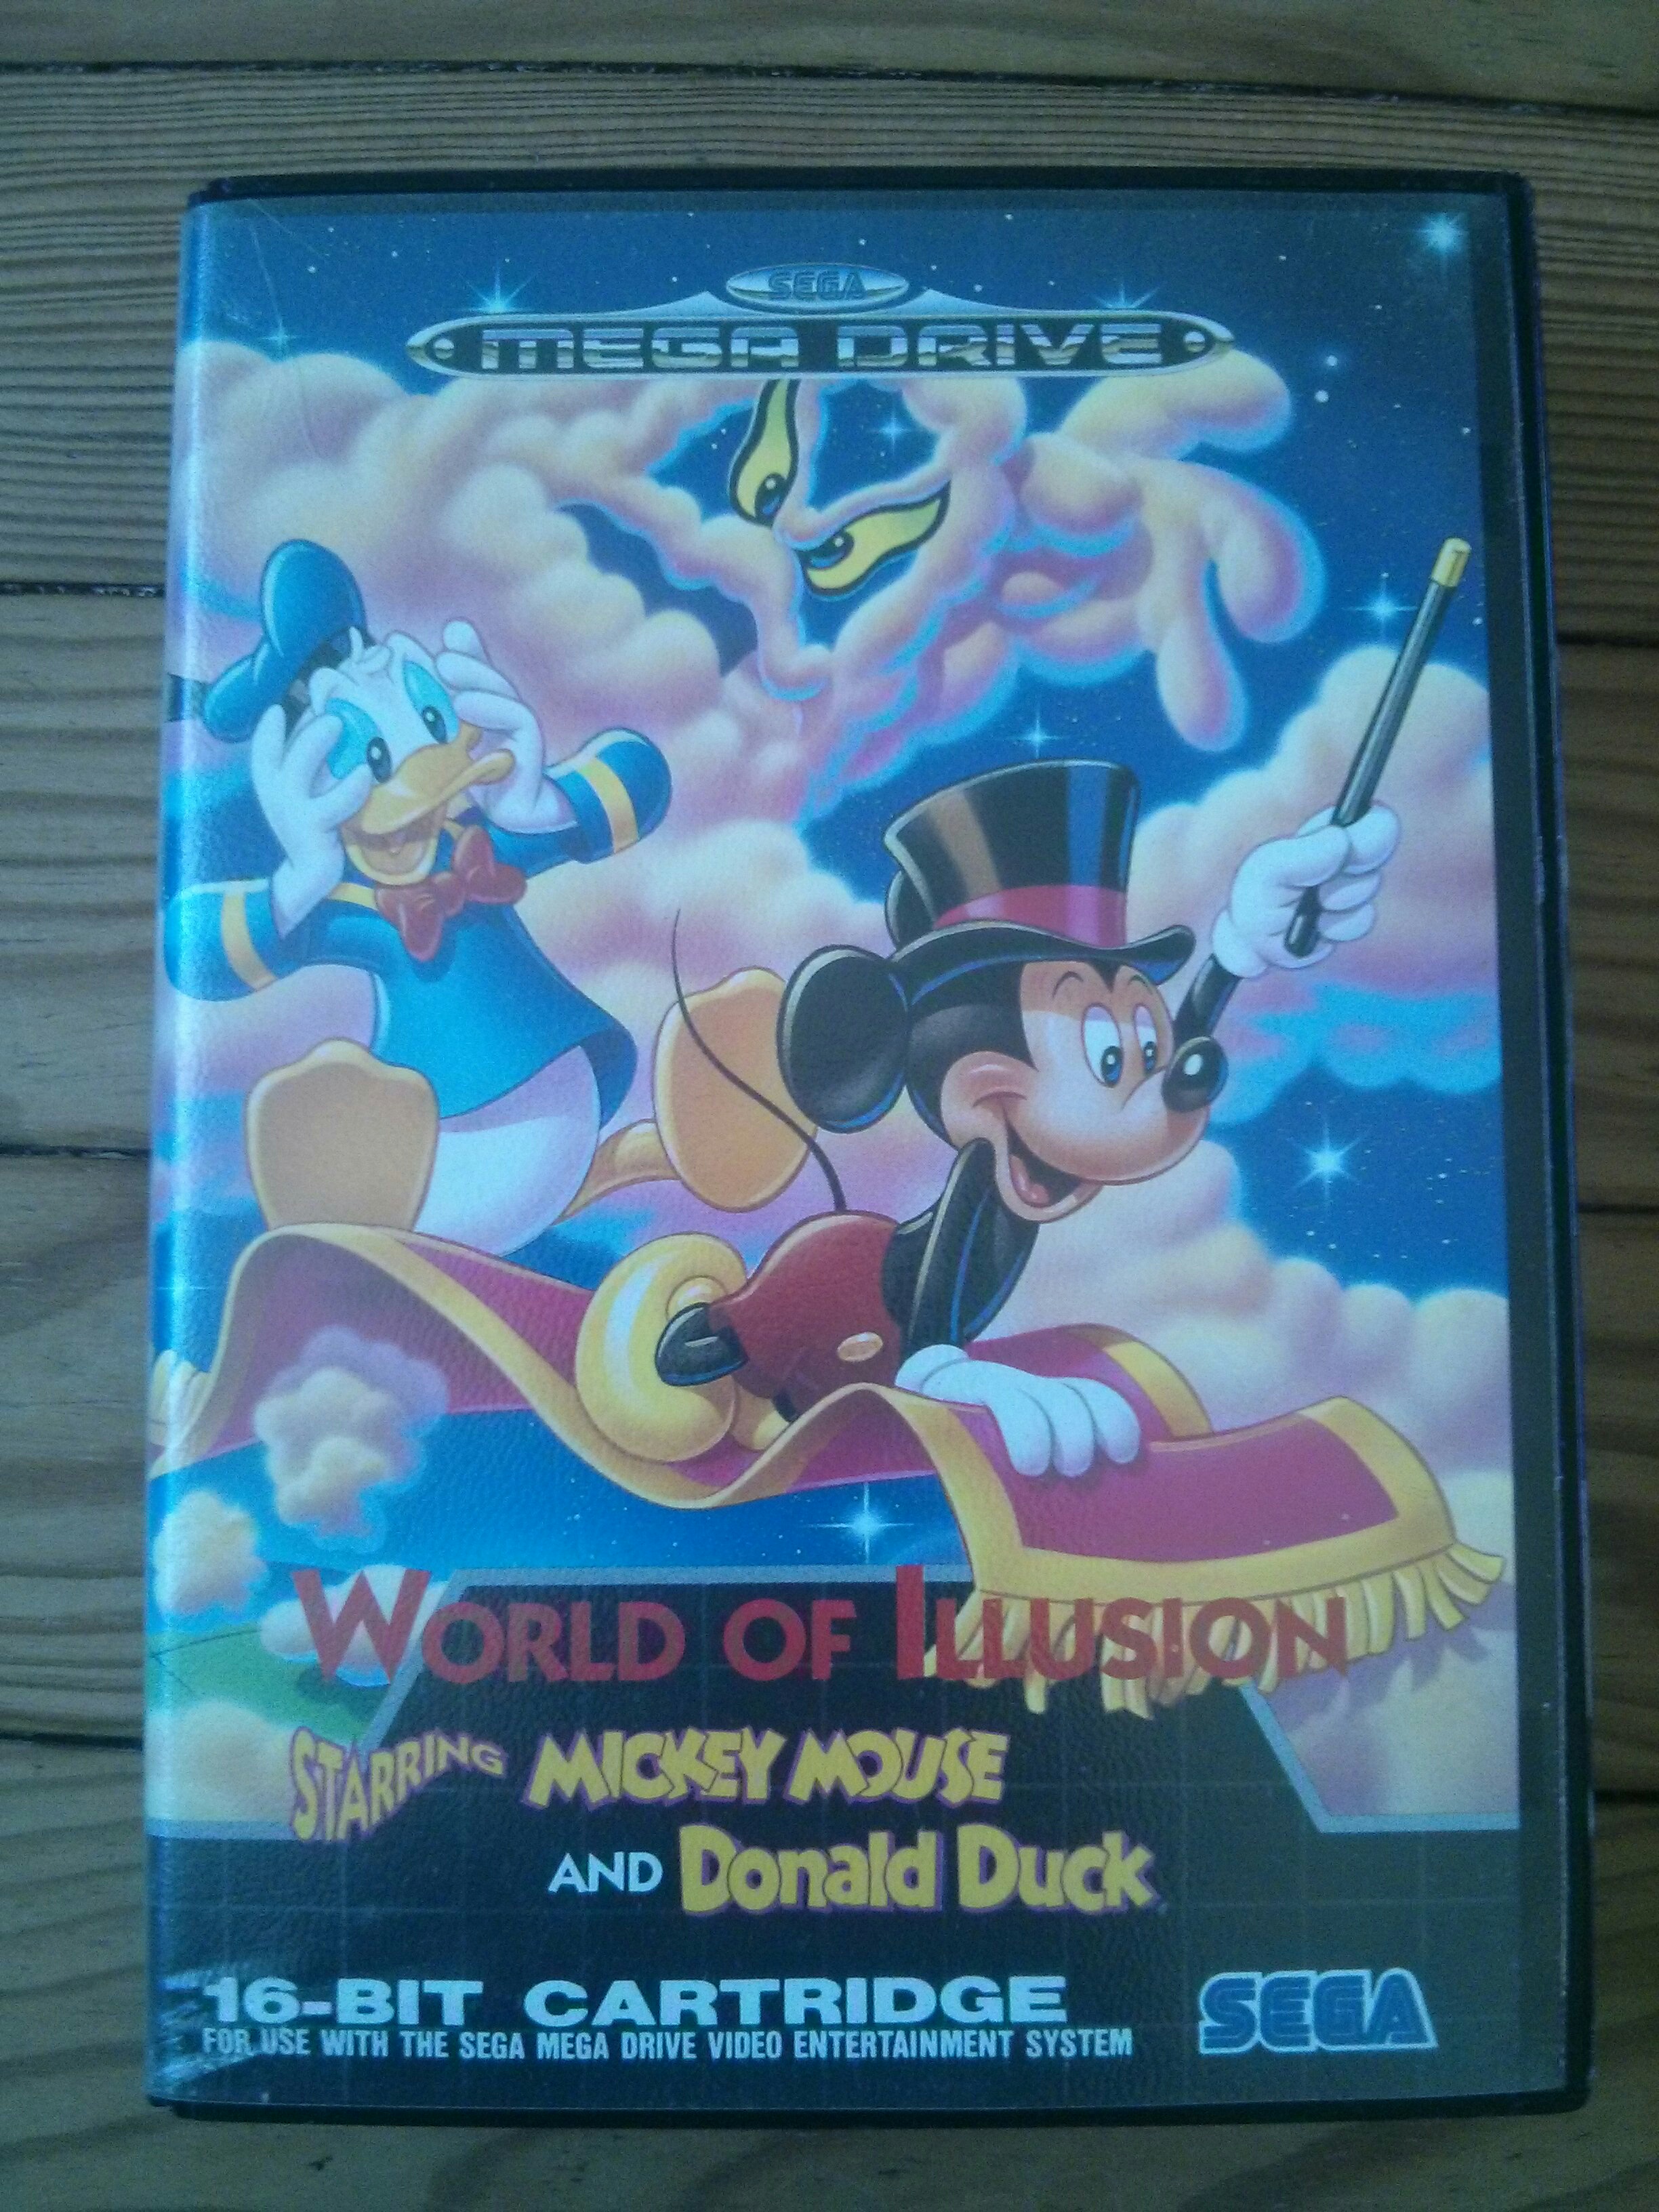 SEGA
MEGA DRIVE
WORLD OF ILLUSION
STARRING MICKEY MOUSE
AND Donald Duck
16-BIT CARTRIDGE
FOR USE WITH THE SEGA MEGA DRIVE VIDEO ENTERTAINMENT SYSTEM
SEGA